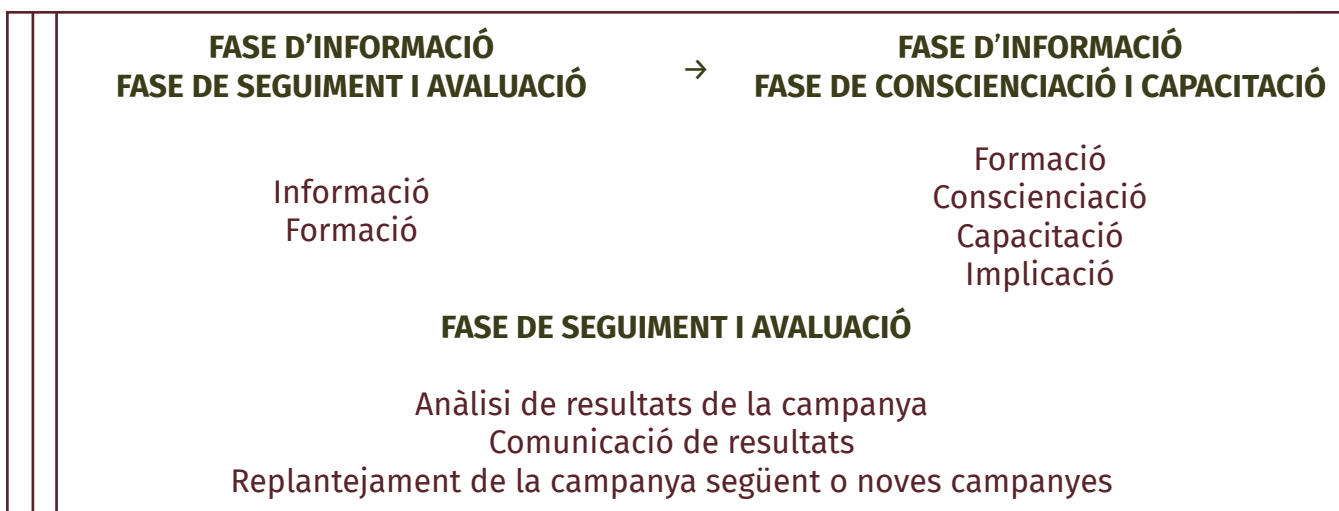 FASE D’INFORMACIÓ
FASE DE SEGUIMENT I AVALUACIÓ
→
FASE D’INFORMACIÓ
FASE DE CONSCIENCIACIÓ I CAPACITACIÓ
Informació
Formació
Formació
Conscienciació
Capacitació
Implicació
FASE DE SEGUIMENT I AVALUACIÓ
Anàlisi de resultats de la campanya
Comunicació de resultats
Replantejament de la campanya següent o noves campanyes